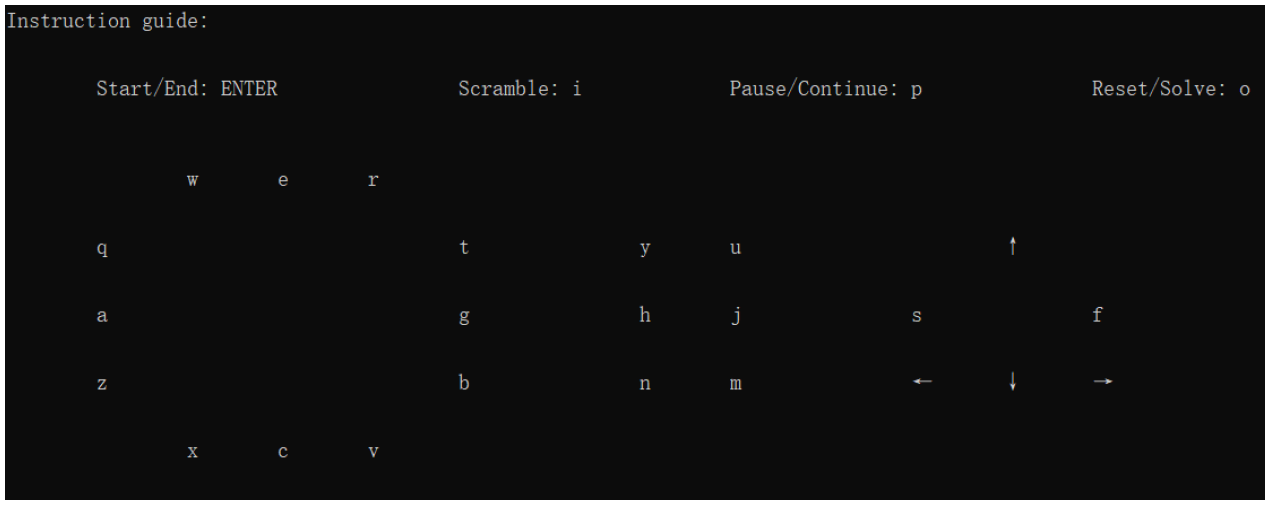 Instruction guide:
Start/End: ENTER Scramble: i Pause/Continue: p Reset/Solve: o
w e r
q t y u ↑
a g h j s f
z b n m ← ↓ →
x c v